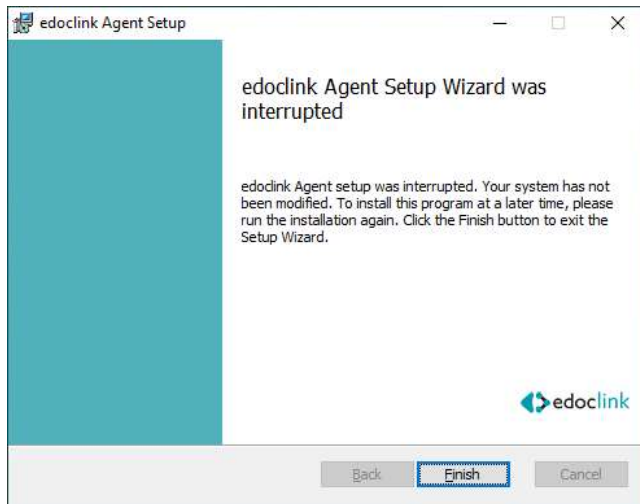 edoclink Agent Setup
edoclink Agent Setup Wizard was
interrupted
edoclink Agent setup was interrupted. Your system has not
been modified. To install this program at a later time, please
run the installation again. Click the Finish button to exit the
Setup Wizard.
edoclink
Back
Finish
Cancel